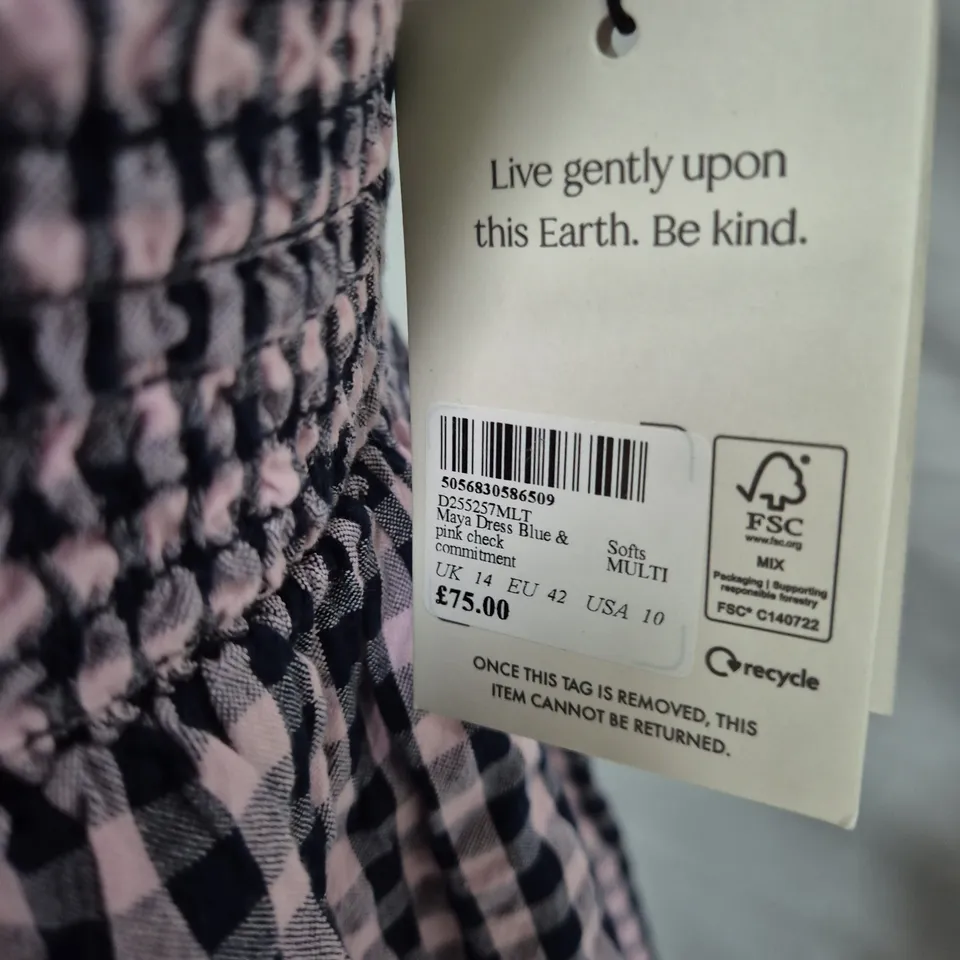 Live gently upon
this Earth. Be kind.
5056830586509
D255257MLT
Maya Dress Blue &
pink check
commitment
Softs
MULTI
UK 14 EU 42 USA 10
£75.00
FSC®
www.fsc.org
MIX
Packaging | Supporting
responsible forestry
FSC® C140722
recycle
ONCE THIS TAG IS REMOVED, THIS
ITEM CANNOT BE RETURNED.